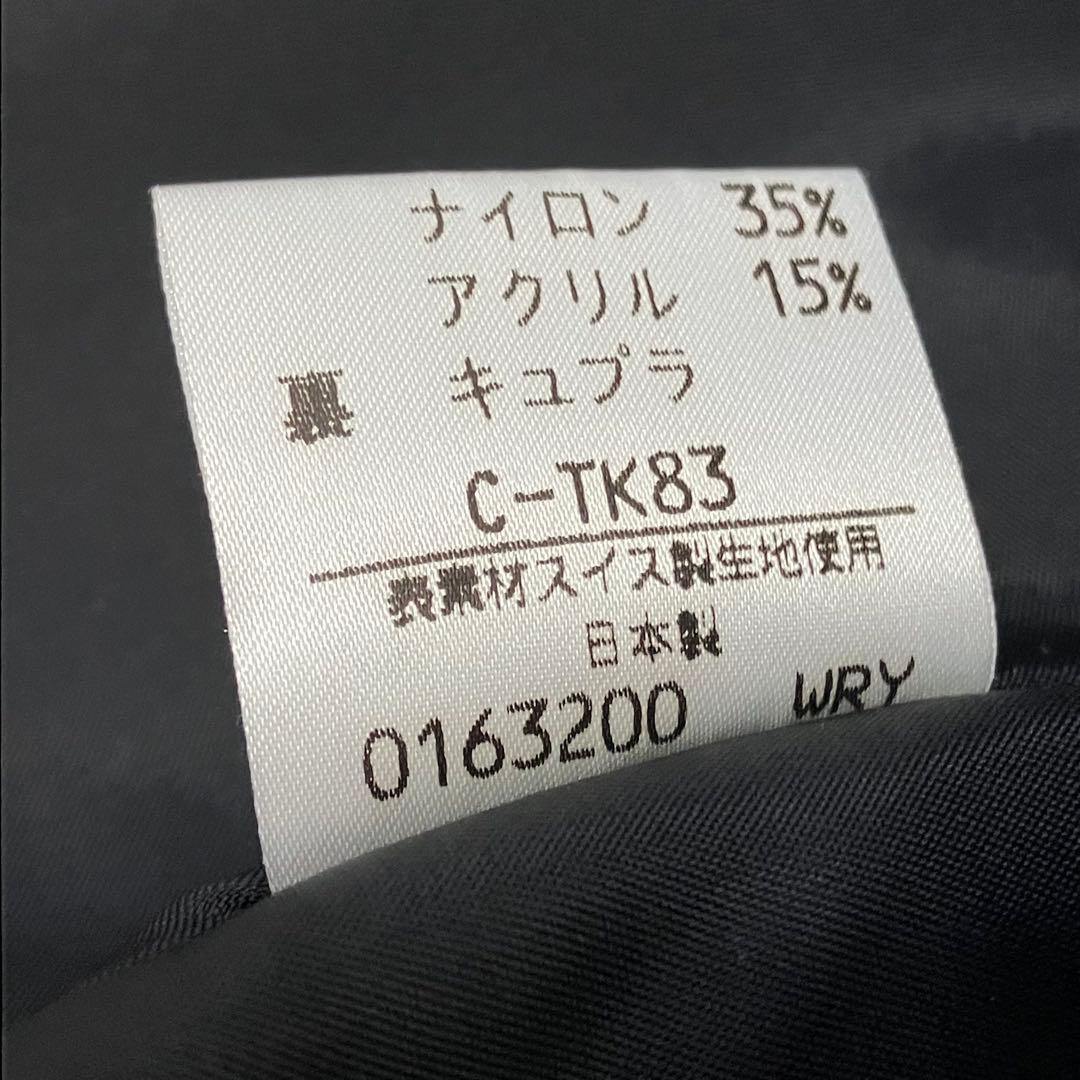 ナイロン 35%
アクリル 15%
裏 キュプラ
C-TK83
表素材スイス製生地使用
日本製
0163200 WRY